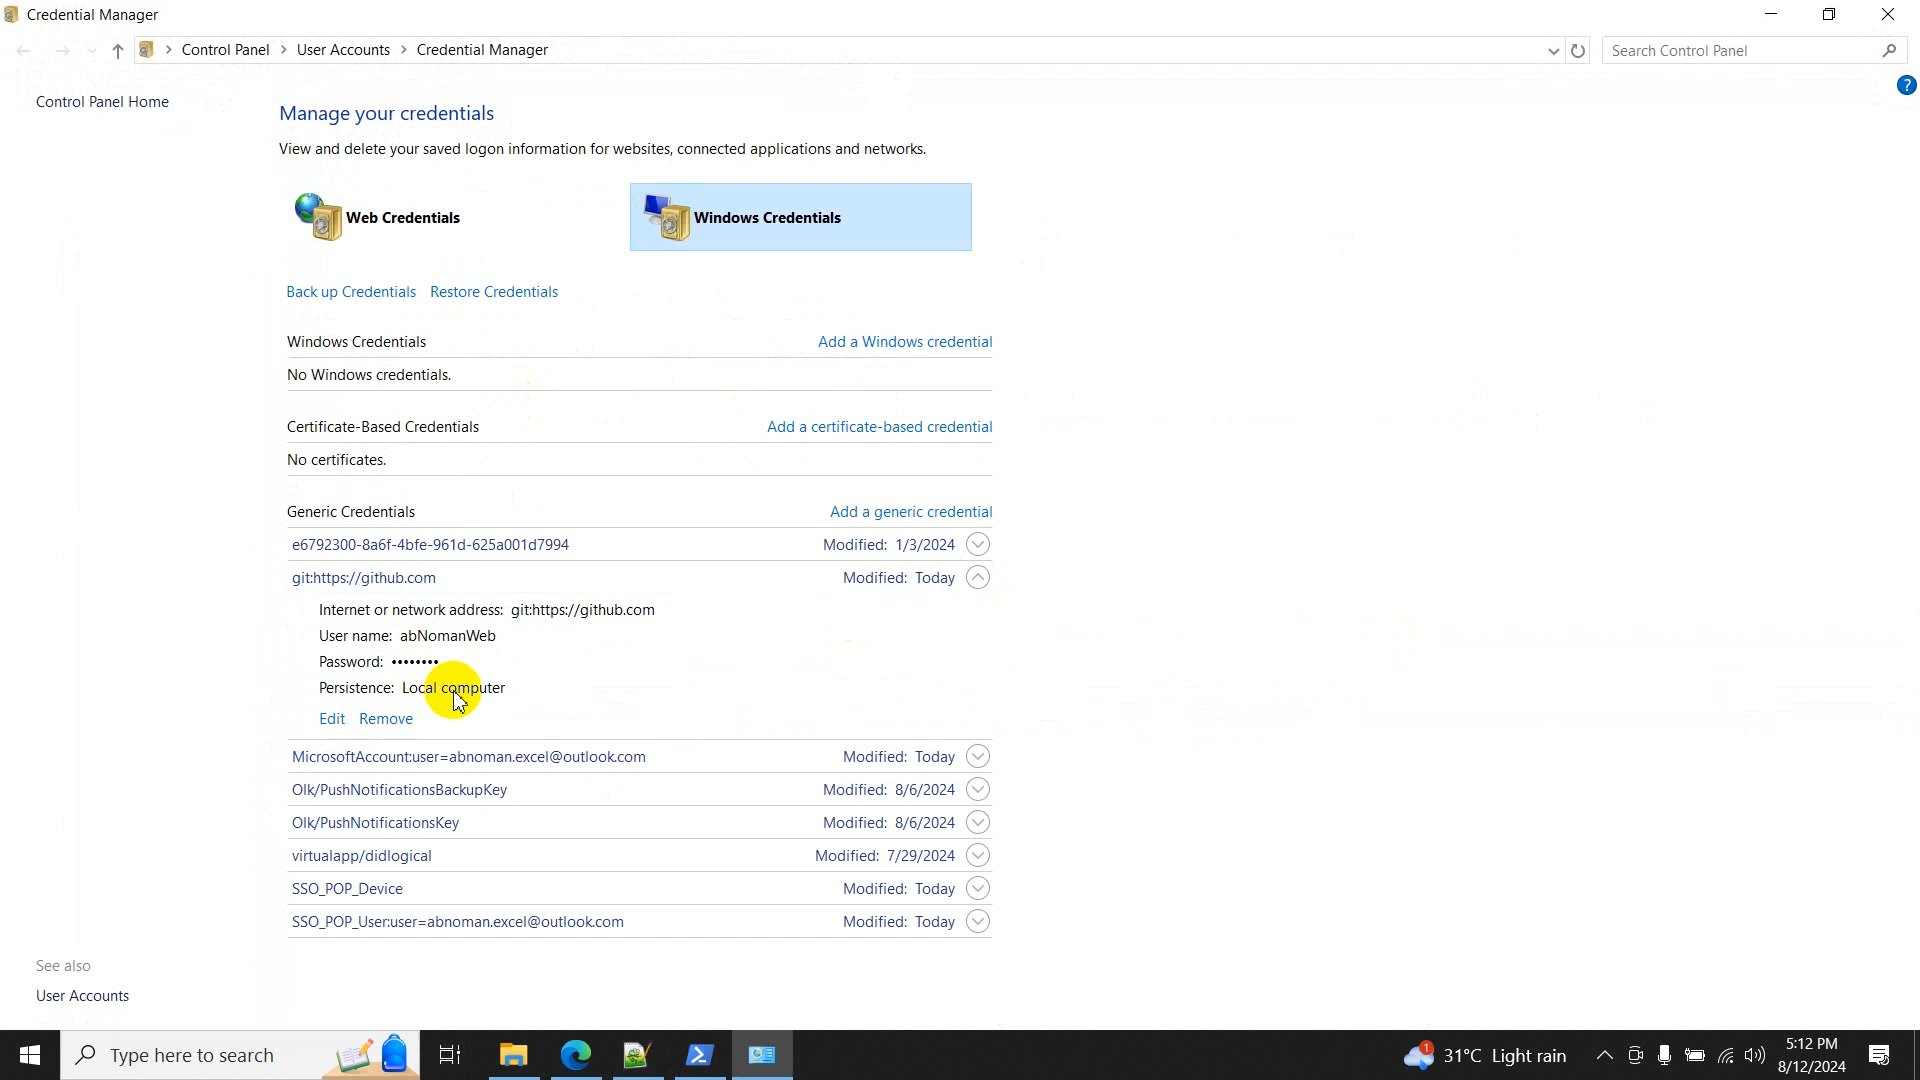 Credential Manager
Control Panel > User Accounts > Credential Manager
Search Control Panel
?
Control Panel Home
Manage your credentials
View and delete your saved logon information for websites, connected applications and networks.
Web Credentials
Windows Credentials
Back up Credentials Restore Credentials
Windows Credentials Add a Windows credential
No Windows credentials.
Certificate-Based Credentials Add a certificate-based credential
No certificates.
Generic Credentials Add a generic credential
e6792300-8a6f-4bfe-961d-625a001d7994 Modified: 1/3/2024
git:https://github.com Modified: Today
Internet or network address: git:https://github.com
User name: abNomanWeb
Password: ••••••••
Persistence: Local computer
Edit Remove
MicrosoftAccount:user=abnoman.excel@outlook.com Modified: Today
Olk/PushNotificationsBackupKey Modified: 8/6/2024
Olk/PushNotificationsKey Modified: 8/6/2024
virtualapp/didlogical Modified: 7/29/2024
SSO_POP_Device Modified: Today
SSO_POP_User:user=abnoman.excel@outlook.com Modified: Today
See also
User Accounts
Type here to search
1
31°C Light rain
5:12 PM
8/12/2024